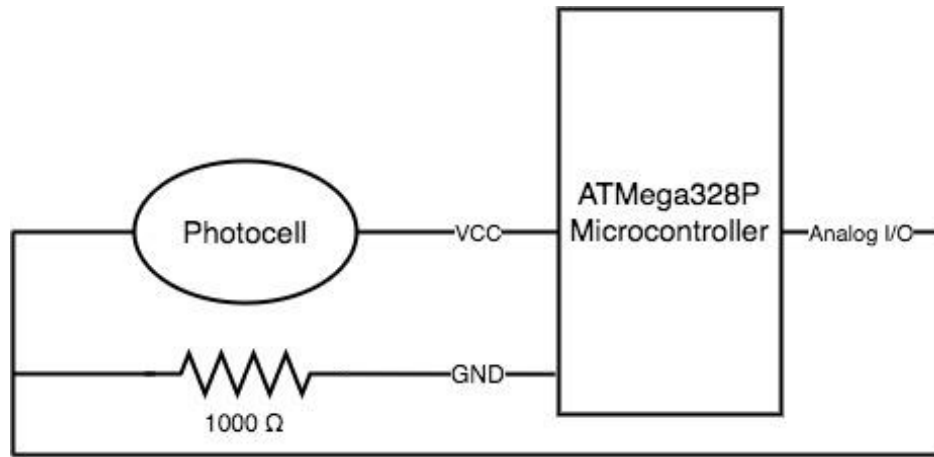 ATMega328P
Microcontroller
Photocell
VCC
Analog I/O
GND
1000 Ω